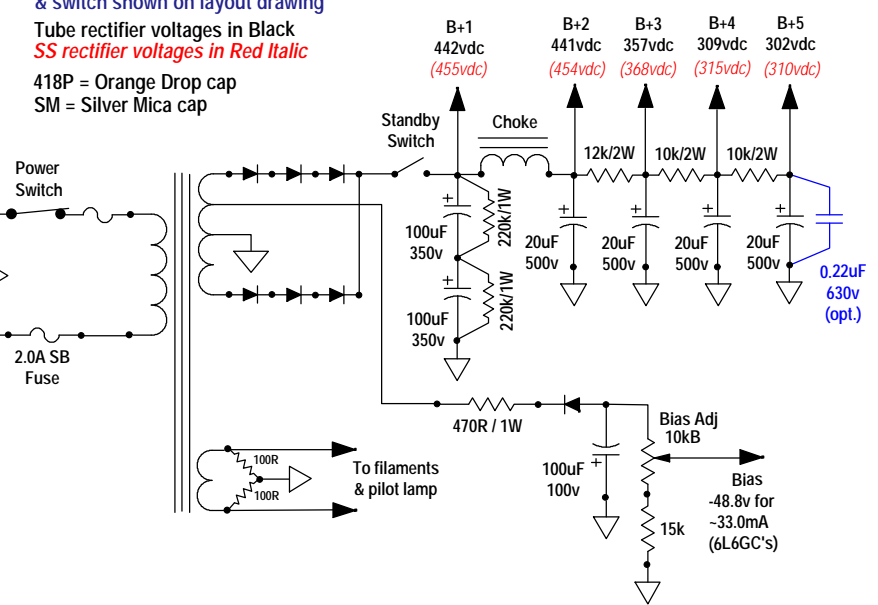 & switch shown on layout drawing
Tube rectifier voltages in Black
SS rectifier voltages in Red Italic
418P = Orange Drop cap
SM = Silver Mica cap
B+1
442vdc
(455vdc)
B+2
441vdc
(454vdc)
B+3
357vdc
(368vdc)
B+4
309vdc
(315vdc)
B+5
302vdc
(310vdc)
Standby
Switch
Choke
12k/2W
10k/2W
10k/2W
Power
Switch
+
100uF
350v
220k/1W
+
20uF
500v
+
20uF
500v
+
20uF
500v
+
20uF
500v
0.22uF
630v
(opt.)
+
100uF
350v
220k/1W
2.0A SB
Fuse
470R / 1W
Bias Adj
10kB
100uF
100v
+
Bias
-48.8v for
~33.0mA
(6L6GC's)
15k
100R
100R
To filaments
& pilot lamp